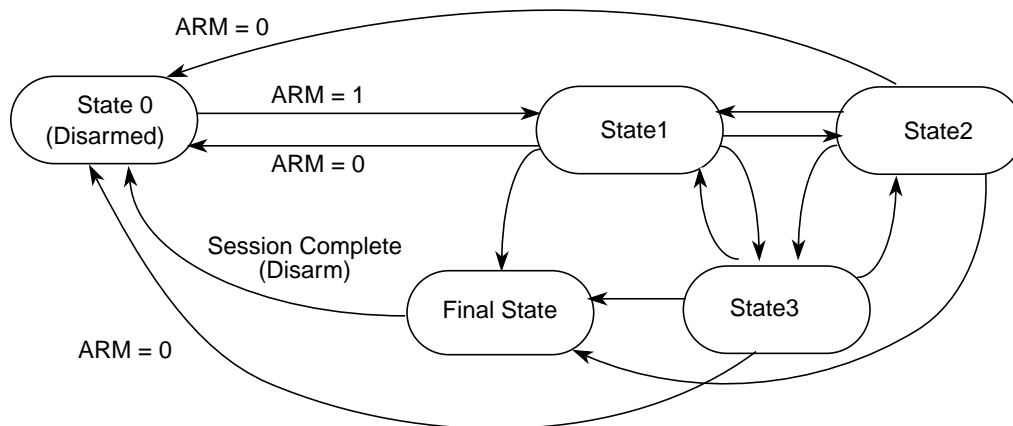 ARM = 0
State 0
(Disarmed)
ARM = 1
ARM = 0
State1
State2
Session Complete
(Disarm)
Final State
State3
ARM = 0